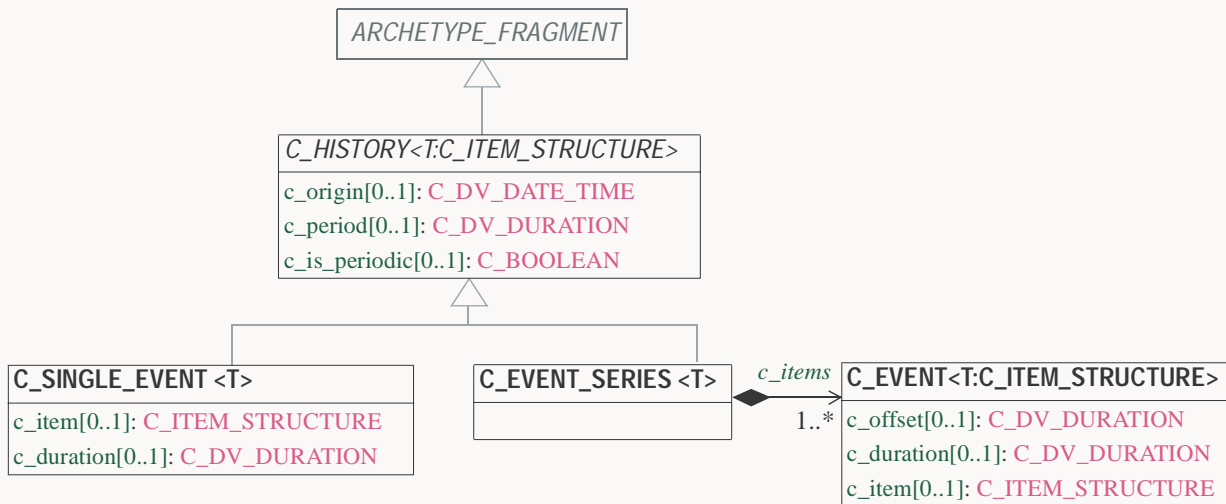 ARCHETYPE_FRAGMENT
C_HISTORY<T:C_ITEM_STRUCTURE>
c_origin[0..1]: C_DV_DATE_TIME
c_period[0..1]: C_DV_DURATION
c_is_periodic[0..1]: C_BOOLEAN
C_SINGLE_EVENT <T>
c_item[0..1]: C_ITEM_STRUCTURE
c_duration[0..1]: C_DV_DURATION
C_EVENT_SERIES <T>
c_items
1..*
C_EVENT<T:C_ITEM_STRUCTURE>
c_offset[0..1]: C_DV_DURATION
c_duration[0..1]: C_DV_DURATION
c_item[0..1]: C_ITEM_STRUCTURE